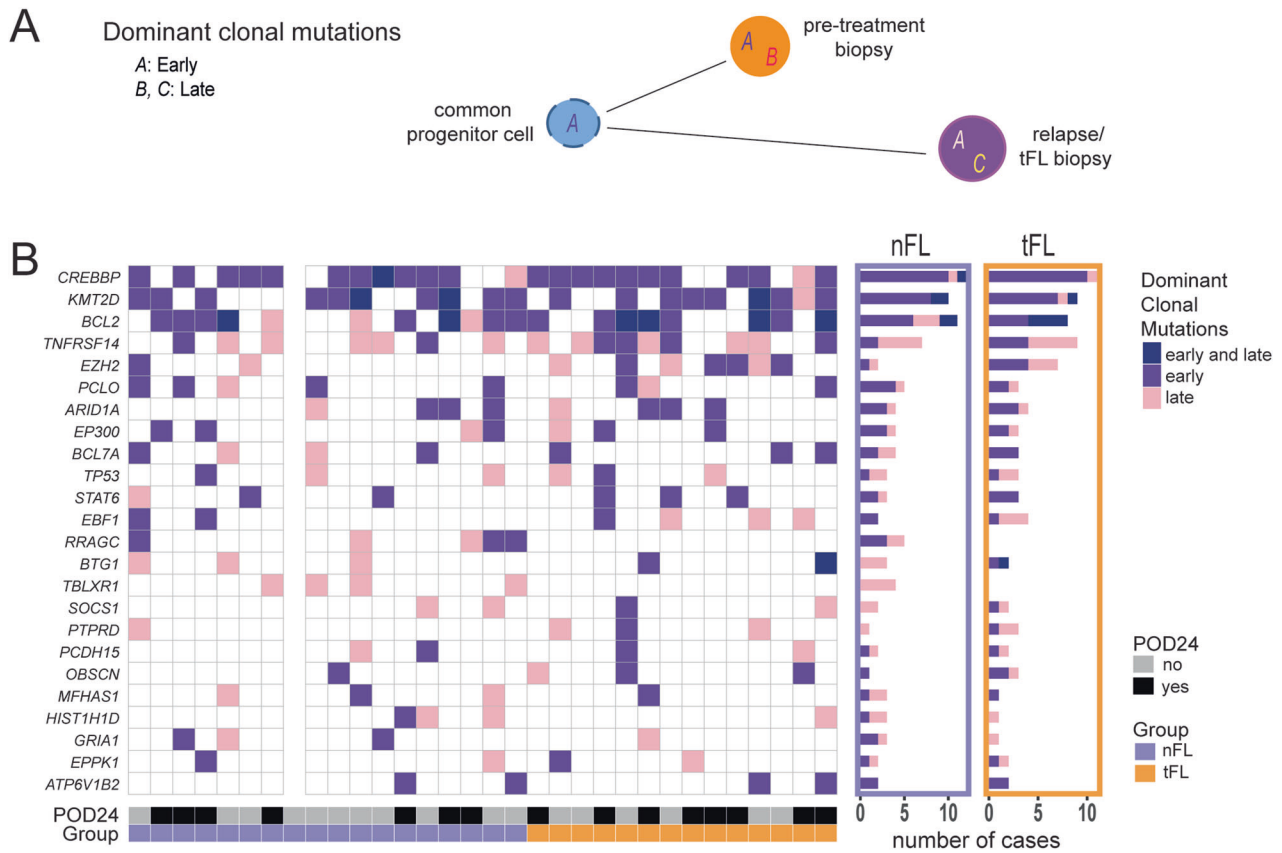 A
Dominant clonal mutations
A: Early
B, C: Late
pre-treatment
biopsy
A
B
common
progenitor cell
A
A
C
relapse/
tFL biopsy
B
nFL
tFL
CREBBP
KMT2D
BCL2
TNFRSF14
EZH2
PCLO
ARID1A
EP300
BCL7A
TP53
STAT6
EBF1
RRAGC
BTG1
TBLXR1
SOCS1
PTPRD
PCDH15
OBSCN
MFHAS1
HIST1H1D
GRIA1
EPPK1
ATP6V1B2
POD24
Group
0 5 10 0 5 10
number of cases
Dominant
Clonal
Mutations
early and late
early
late
POD24
no
yes
Group
nFL
tFL